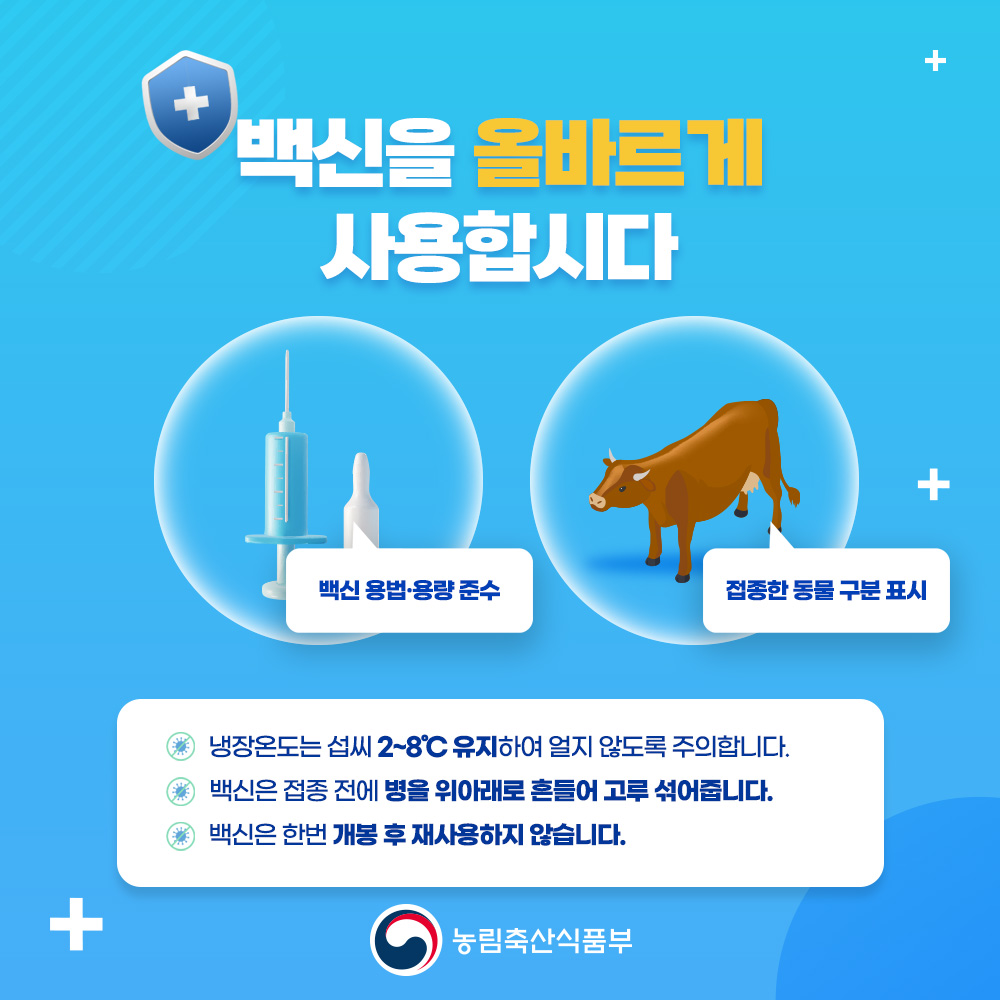 백신을 올바르게
사용합시다
백신 용법·용량 준수
접종한 동물 구분 표시
냉장온도는 섭씨 2~8℃ 유지하여 얼지 않도록 주의합니다.
백신은 접종 전에 병을 위아래로 흔들어 고루 섞어줍니다.
백신은 한번 개봉 후 재사용하지 않습니다.
농림축산식품부